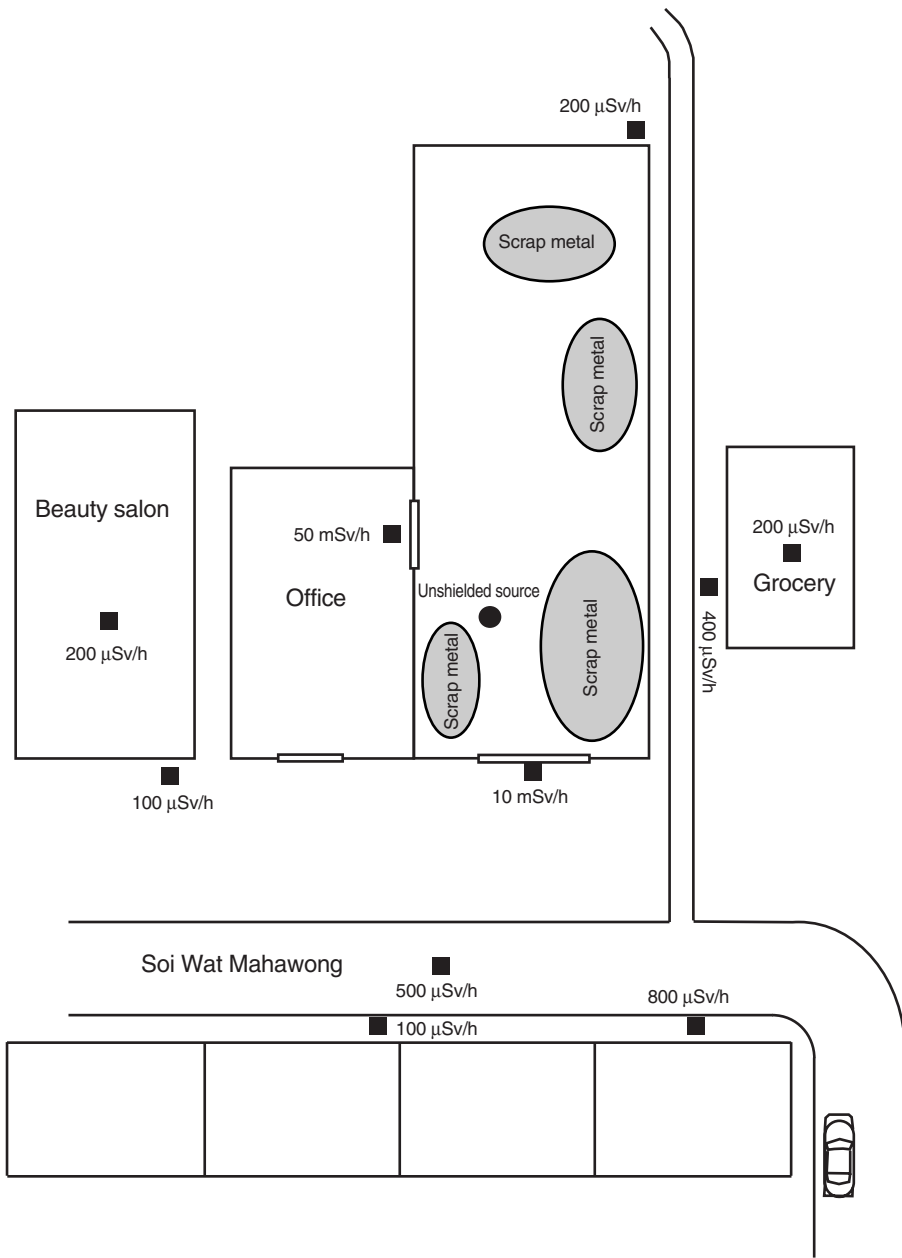 200 μSv/h
Scrap metal
Scrap metal
Beauty salon
50 mSv/h
200 μSv/h
Grocery
Office
Unshielded source
200 μSv/h
Scrap metal
Scrap metal
400 μSv/h
100 μSv/h
10 mSv/h
Soi Wat Mahawong
500 μSv/h
800 μSv/h
100 μSv/h